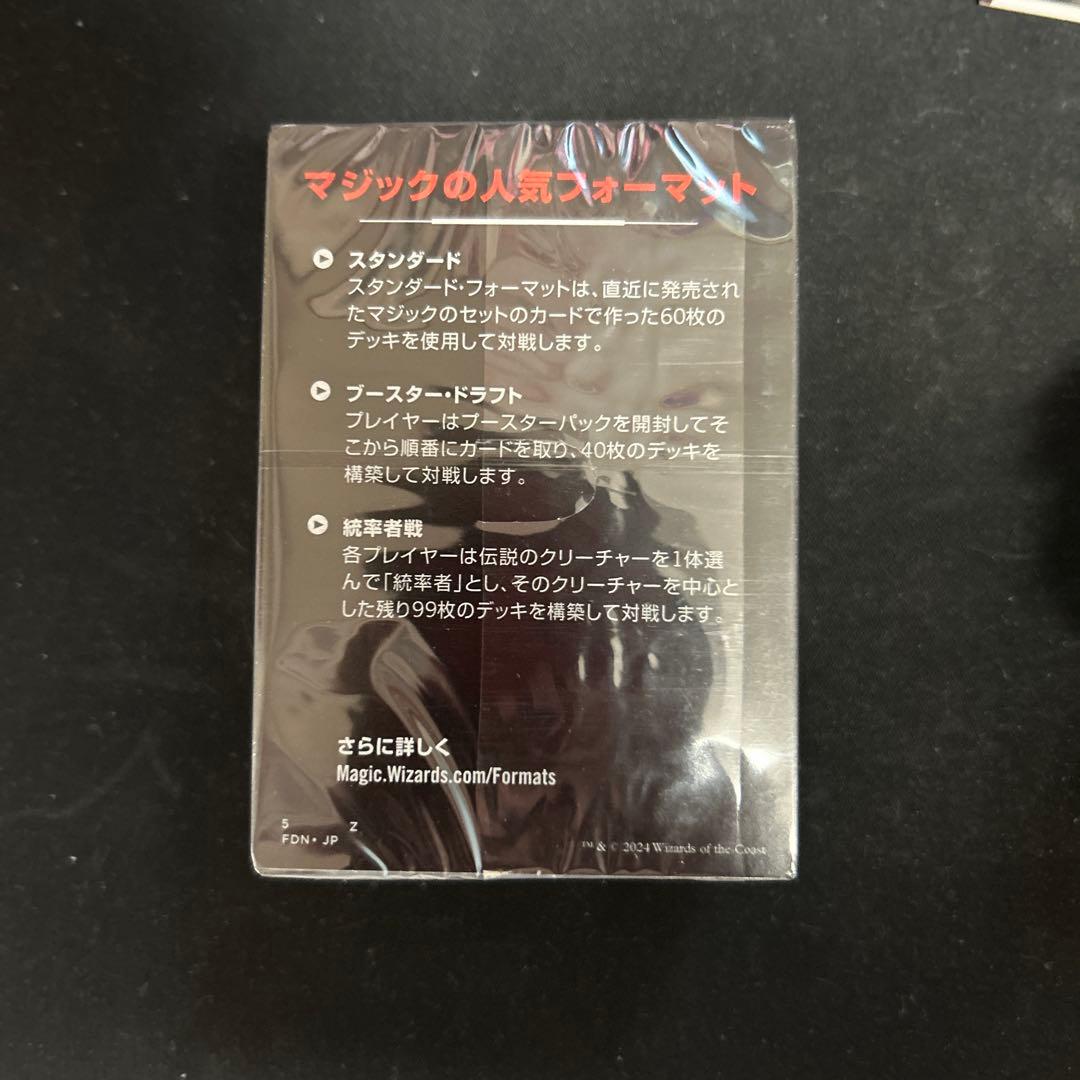 マジックの人気フォーマット
スタンダード
スタンダード・フォーマットは、直近に発売され
たマジックのセットのカードで作った60枚の
デッキを使用して対戦します。
ブースター・ドラフト
プレイヤーはブースターパックを開封してそ
こから順番にカードを取り、40枚のデッキを
構築して対戦します。
統率者戦
各プレイヤーは伝説のクリーチャーを1体選
んで「統率者」とし、そのクリーチャーを中心と
した残り99枚のデッキを構築して対戦します。
さらに詳しく
Magic.Wizards.com/Formats
5 Z
FDN • JP
™ & © 2024 Wizards of the Coast